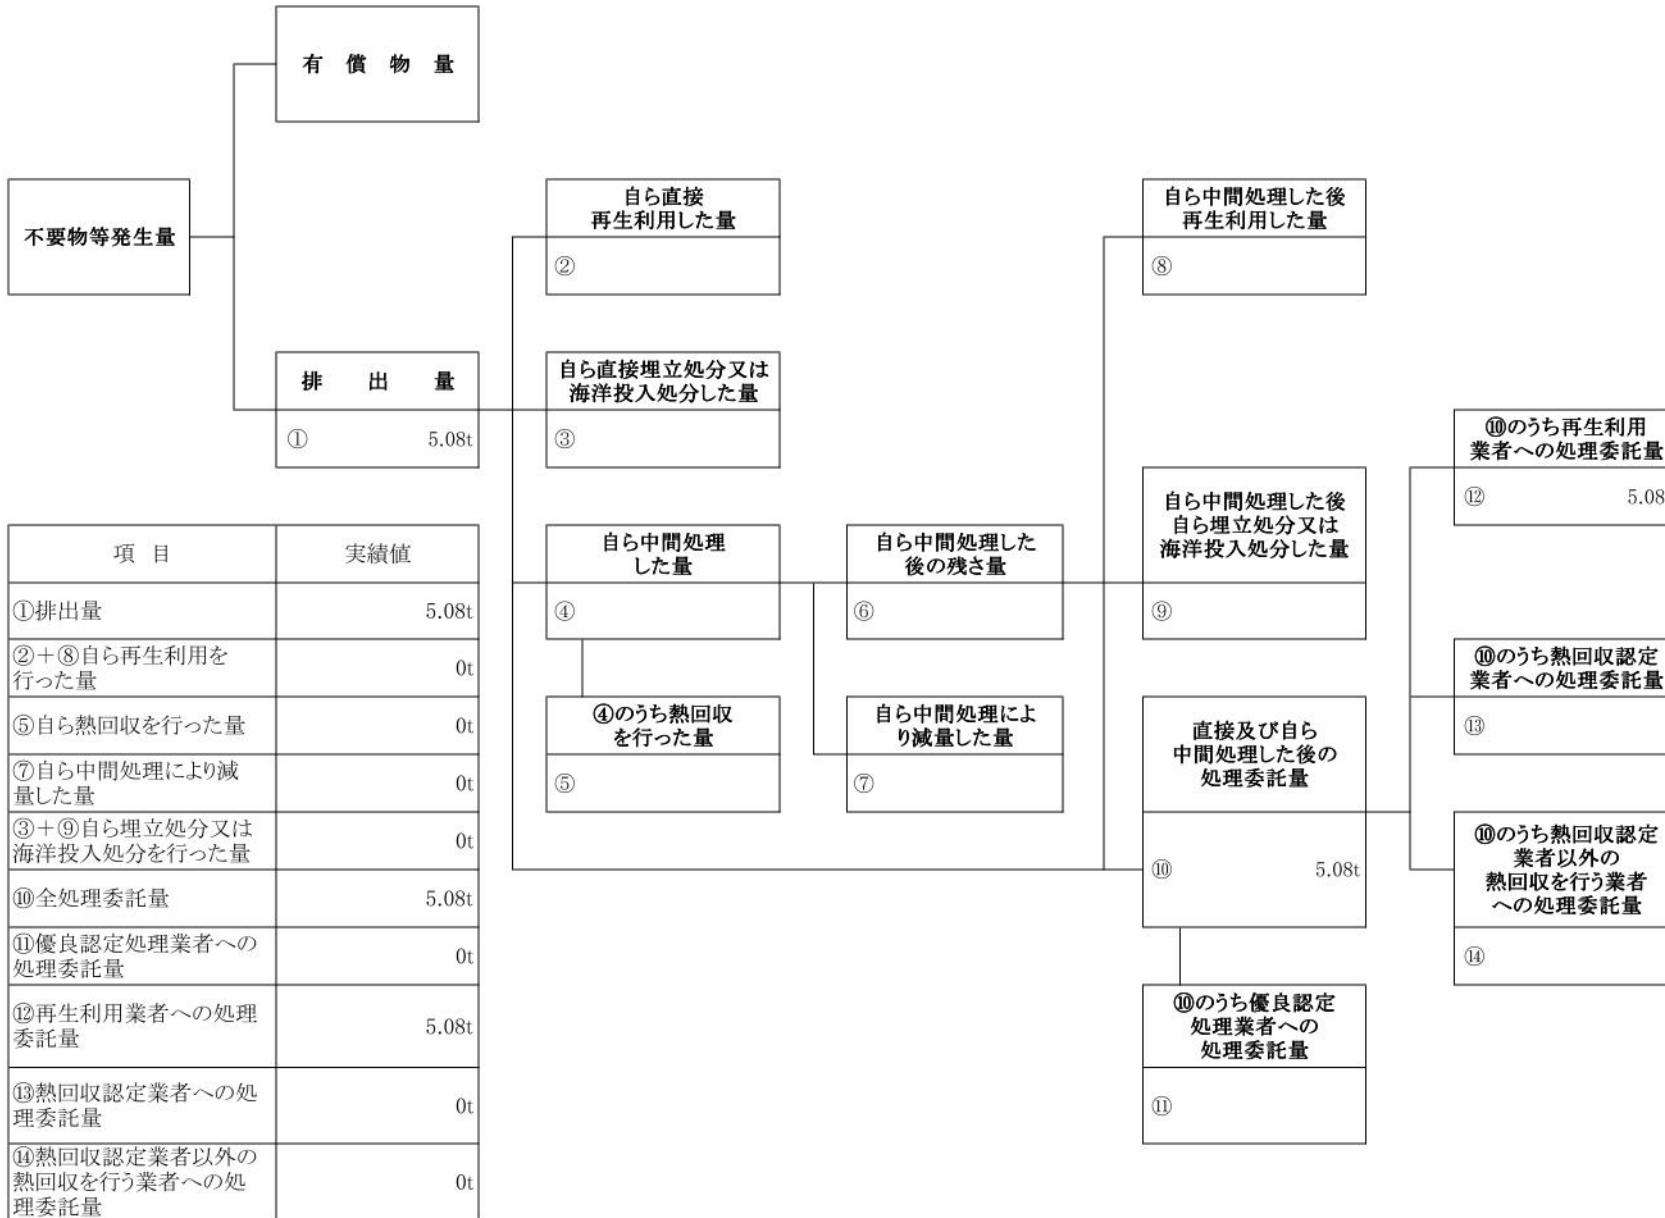 有償物量
不要物等発生量
自ら直接
再生利用した量
②
自ら中間処理した後
再生利用した量
⑧
排出量
①　5.08t
自ら直接埋立処分又は
海洋投入処分した量
③
⑩のうち再生利用
業者への処理委託量
⑫　5.08
自ら中間処理
した量
④
自ら中間処理した
後の残さ量
⑥
自ら中間処理した後
自ら埋立処分又は
海洋投入処分した量
⑨
⑩のうち熱回収認定
業者への処理委託量
⑬
④のうち熱回収
を行った量
⑤
自ら中間処理によ
り減量した量
⑦
直接及び自ら
中間処理した後の
処理委託量
⑩　5.08t
⑩のうち熱回収認定
業者以外の
熱回収を行う業者
への処理委託量
⑭
⑩のうち優良認定
処理業者への
処理委託量
⑪
項目　実績値
①排出量　5.08t
②＋⑧自ら再生利用を
行った量　0t
⑤自ら熱回収を行った量　0t
⑦自ら中間処理により減
量した量　0t
③＋⑨自ら埋立処分又は
海洋投入処分を行った量　0t
⑩全処理委託量　5.08t
⑪優良認定処理業者への
処理委託量　0t
⑫再生利用業者への処理
委託量　5.08t
⑬熱回収認定業者への処
理委託量　0t
⑭熱回収認定業者以外の
熱回収を行う業者への処
理委託量　0t